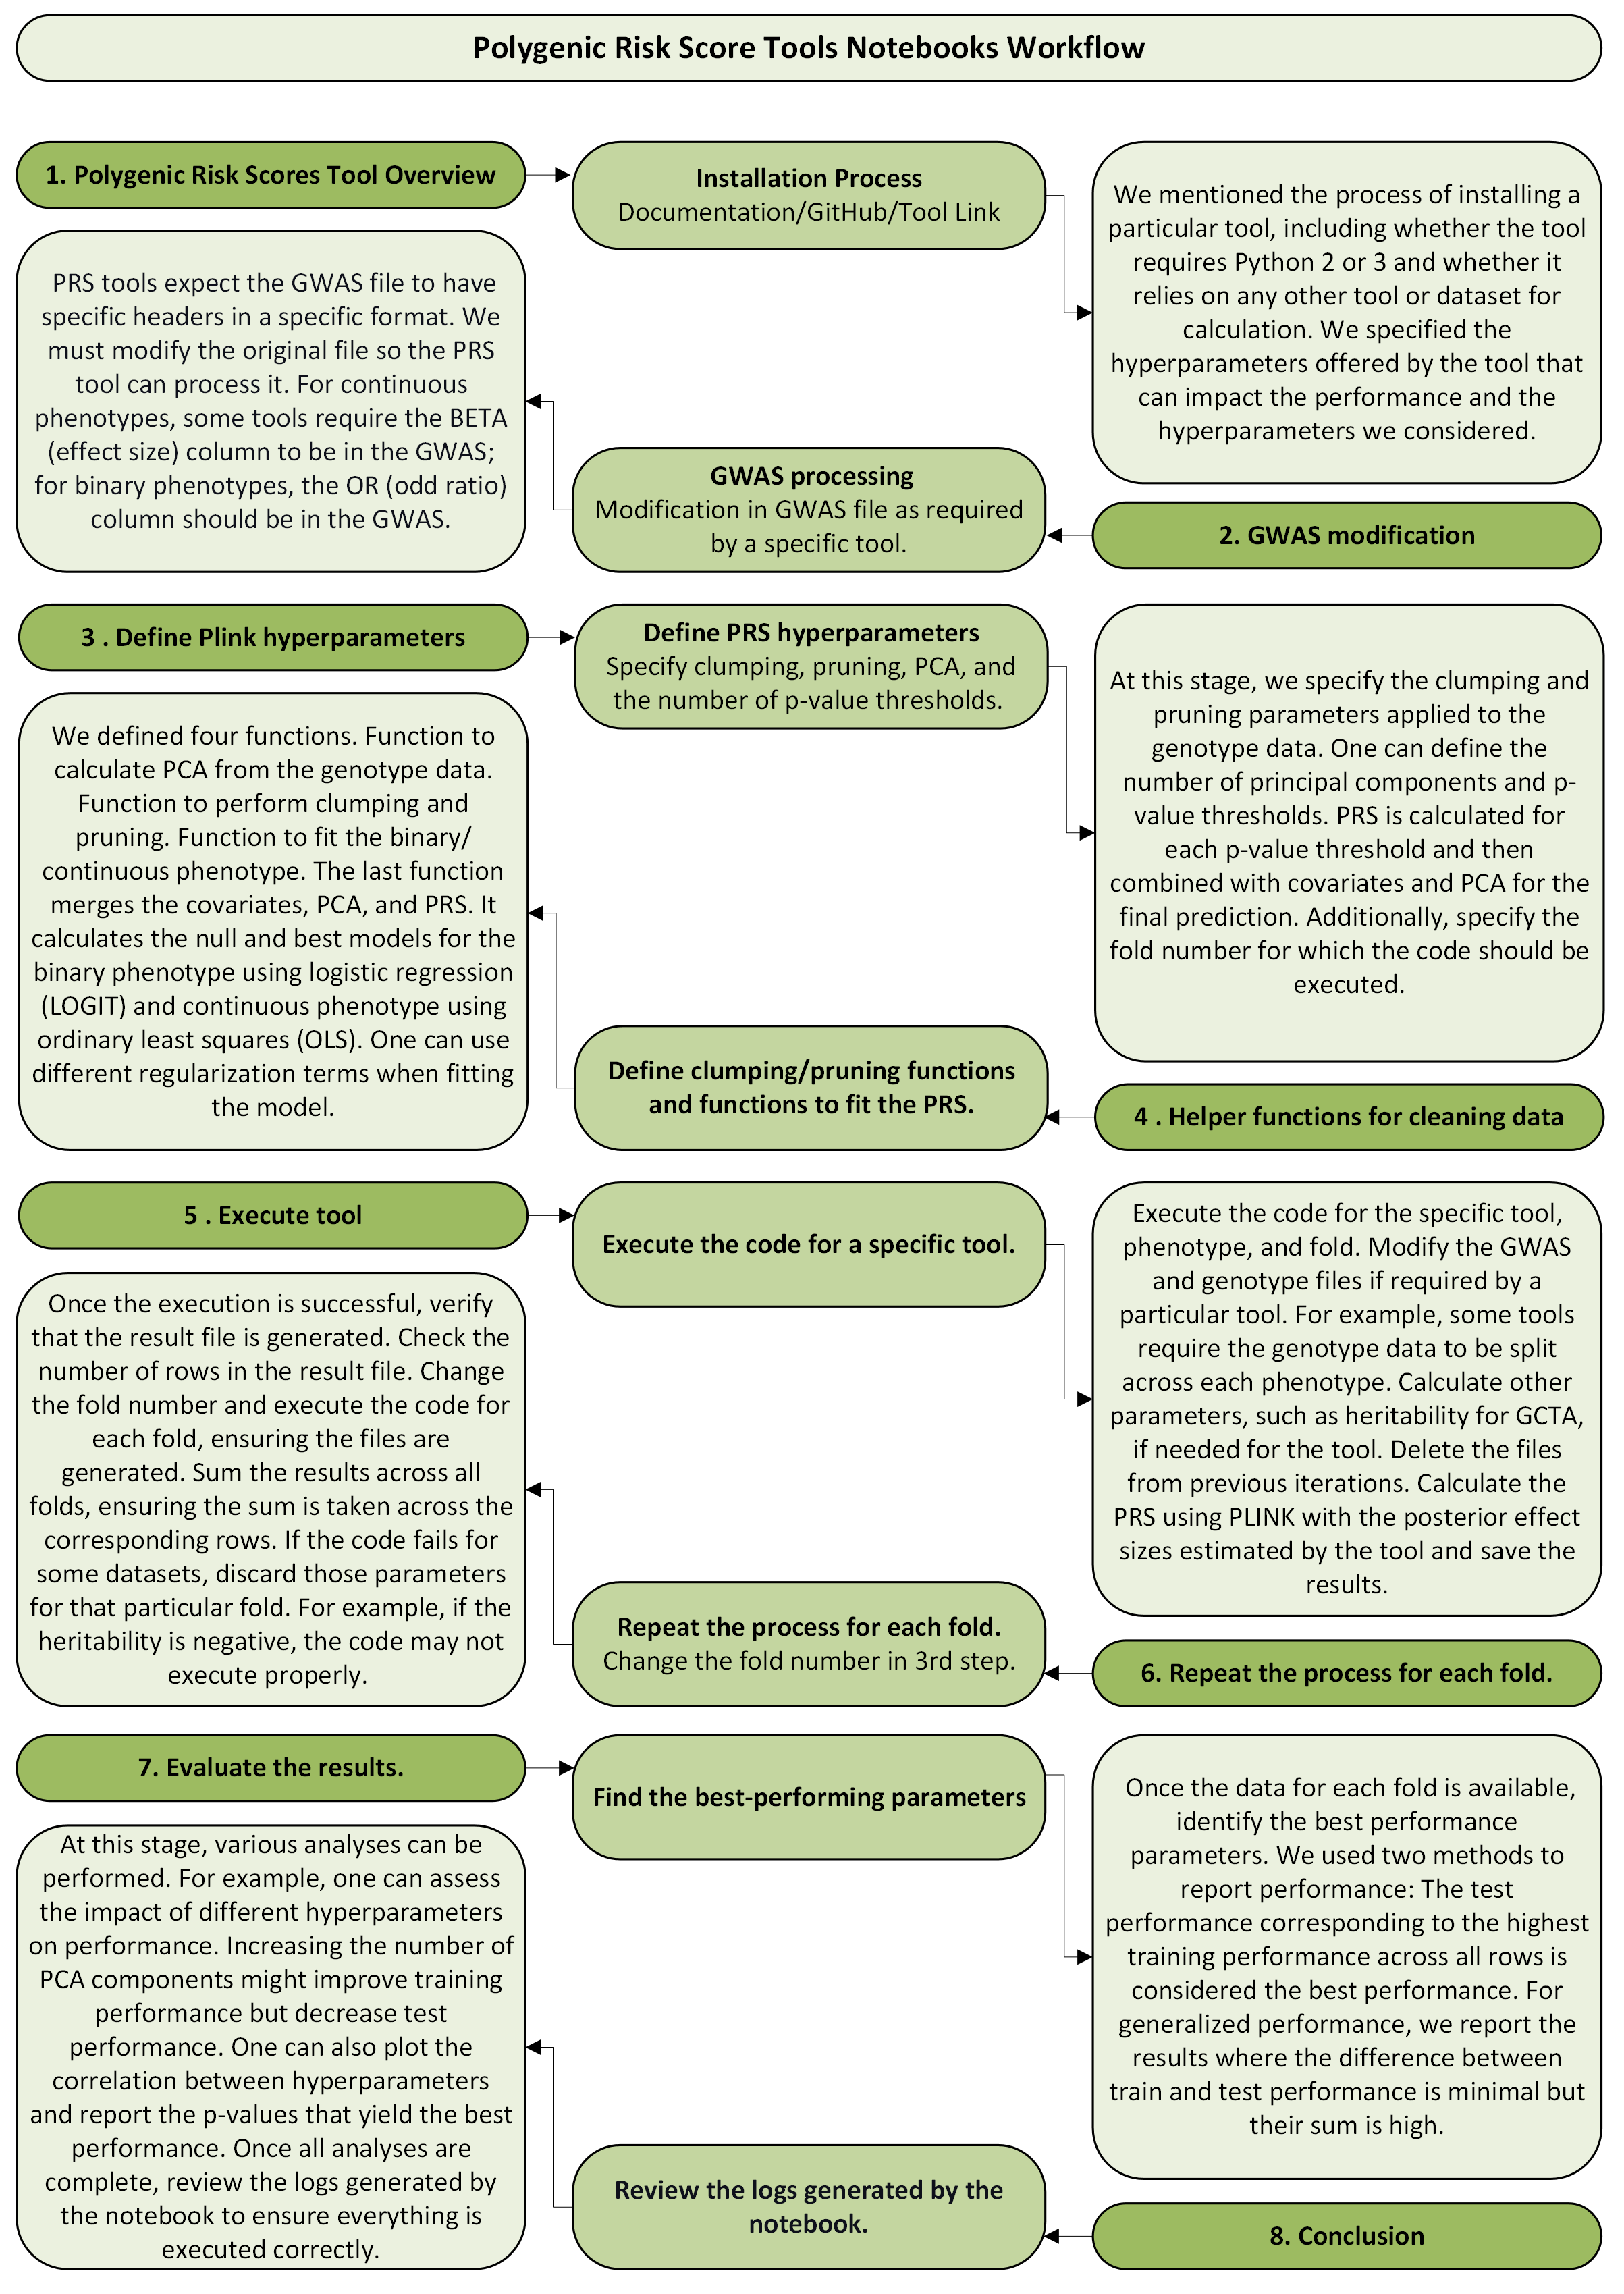 Polygenic Risk Score Tools Notebooks Workflow
1. Polygenic Risk Scores Tool Overview
Installation Process
Documentation/GitHub/Tool Link
We mentioned the process of installing a
particular tool, including whether the tool
requires Python 2 or 3 and whether it
relies on any other tool or dataset for
calculation. We specified the
hyperparameters offered by the tool that
can impact the performance and the
hyperparameters we considered.
2. GWAS modification
GWAS processing
Modification in GWAS file as required
by a specific tool.
PRS tools expect the GWAS file to have
specific headers in a specific format. We
must modify the original file so the PRS
tool can process it. For continuous
phenotypes, some tools require the BETA
(effect size) column to be in the GWAS;
for binary phenotypes, the OR (odd ratio)
column should be in the GWAS.
3 . Define Plink hyperparameters
Define PRS hyperparameters
Specify clumping, pruning, PCA, and
the number of p-value thresholds.
At this stage, we specify the clumping and
pruning parameters applied to the
genotype data. One can define the
number of principal components and p-
value thresholds. PRS is calculated for
each p-value threshold and then
combined with covariates and PCA for the
final prediction. Additionally, specify the
fold number for which the code should be
executed.
4 . Helper functions for cleaning data
Define clumping/pruning functions
and functions to fit the PRS.
We defined four functions. Function to
calculate PCA from the genotype data.
Function to perform clumping and
pruning. Function to fit the binary/
continuous phenotype. The last function
merges the covariates, PCA, and PRS. It
calculates the null and best models for the
binary phenotype using logistic regression
(LOGIT) and continuous phenotype using
ordinary least squares (OLS). One can use
different regularization terms when fitting
the model.
5 . Execute tool
Execute the code for a specific tool.
Execute the code for the specific tool,
phenotype, and fold. Modify the GWAS
and genotype files if required by a
particular tool. For example, some tools
require the genotype data to be split
across each phenotype. Calculate other
parameters, such as heritability for GCTA,
if needed for the tool. Delete the files
from previous iterations. Calculate the
PRS using PLINK with the posterior effect
sizes estimated by the tool and save the
results.
6. Repeat the process for each fold.
Repeat the process for each fold.
Change the fold number in 3rd step.
Once the execution is successful, verify
that the result file is generated. Check the
number of rows in the result file. Change
the fold number and execute the code for
each fold, ensuring the files are
generated. Sum the results across all
folds, ensuring the sum is taken across the
corresponding rows. If the code fails for
some datasets, discard those parameters
for that particular fold. For example, if the
heritability is negative, the code may not
execute properly.
7. Evaluate the results.
Find the best-performing parameters
Once the data for each fold is available,
identify the best performance
parameters. We used two methods to
report performance: The test
performance corresponding to the highest
training performance across all rows is
considered the best performance. For
generalized performance, we report the
results where the difference between
train and test performance is minimal but
their sum is high.
8. Conclusion
Review the logs generated by the
notebook.
At this stage, various analyses can be
performed. For example, one can assess
the impact of different hyperparameters
on performance. Increasing the number of
PCA components might improve training
performance but decrease test
performance. One can also plot the
correlation between hyperparameters
and report the p-values that yield the best
performance. Once all analyses are
complete, review the logs generated by
the notebook to ensure everything is
executed correctly.